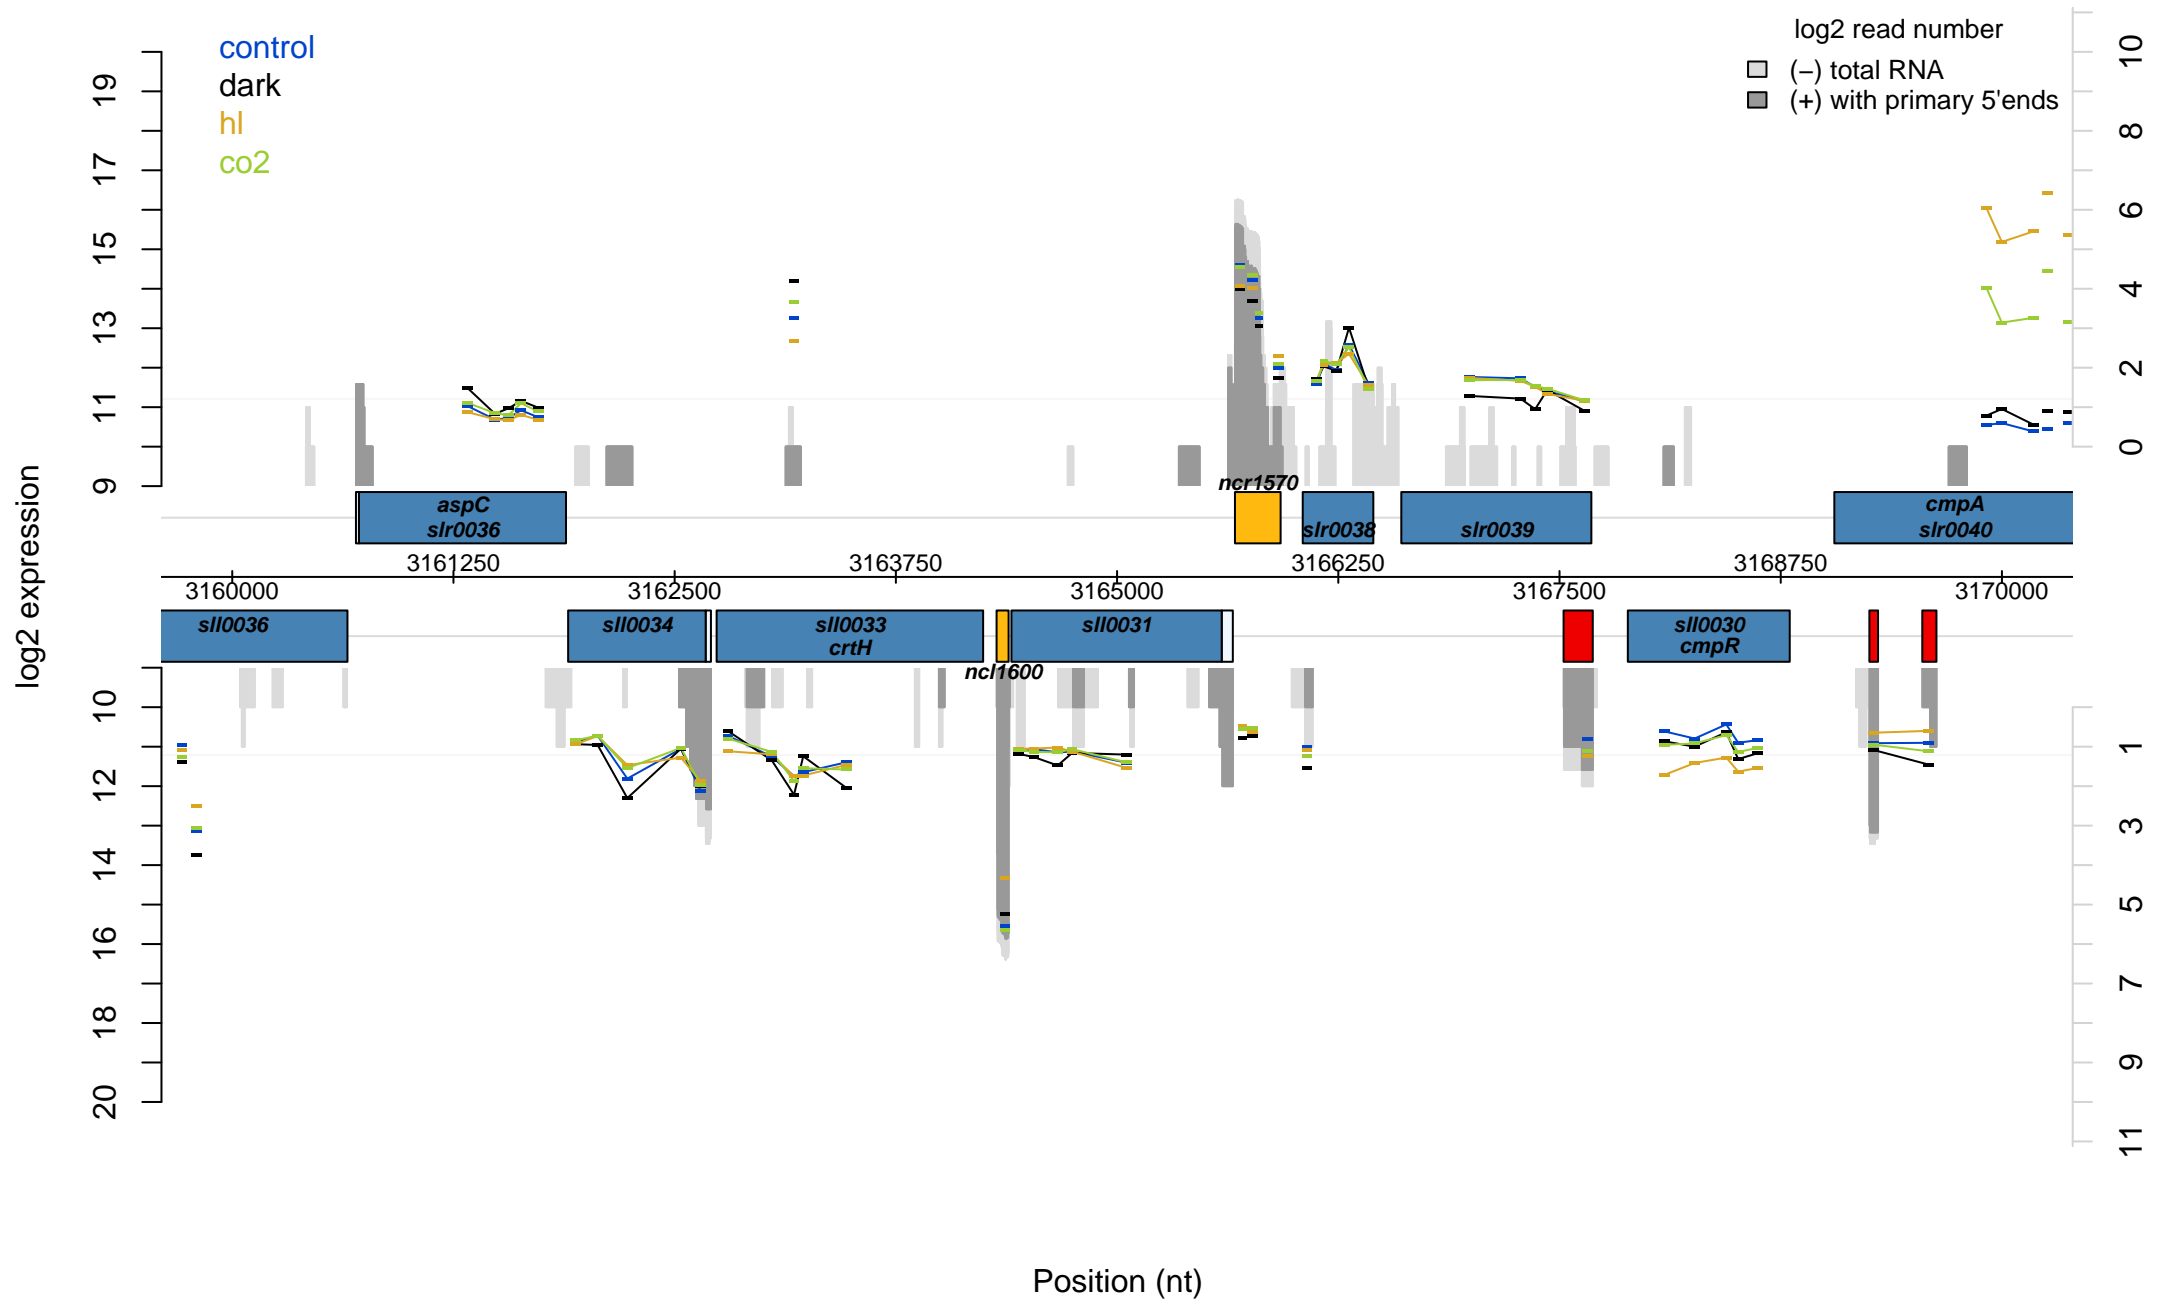 control
dark
hl
co2
log2 read number
(−) total RNA
(+) with primary 5'ends
19
17
15
13
11
9
10
8
6
4
2
0
log2 expression
ncr1570
aspC
slr0036
slr0038
slr0039
cmpA
slr0040
3161250
3163750
3166250
3168750
3160000
3162500
3165000
3167500
3170000
sll0036
sll0034
sll0033
crtH
sll0031
sll0030
cmpR
ncl1600
10
12
14
16
18
20
1
3
5
7
9
11
Position (nt)